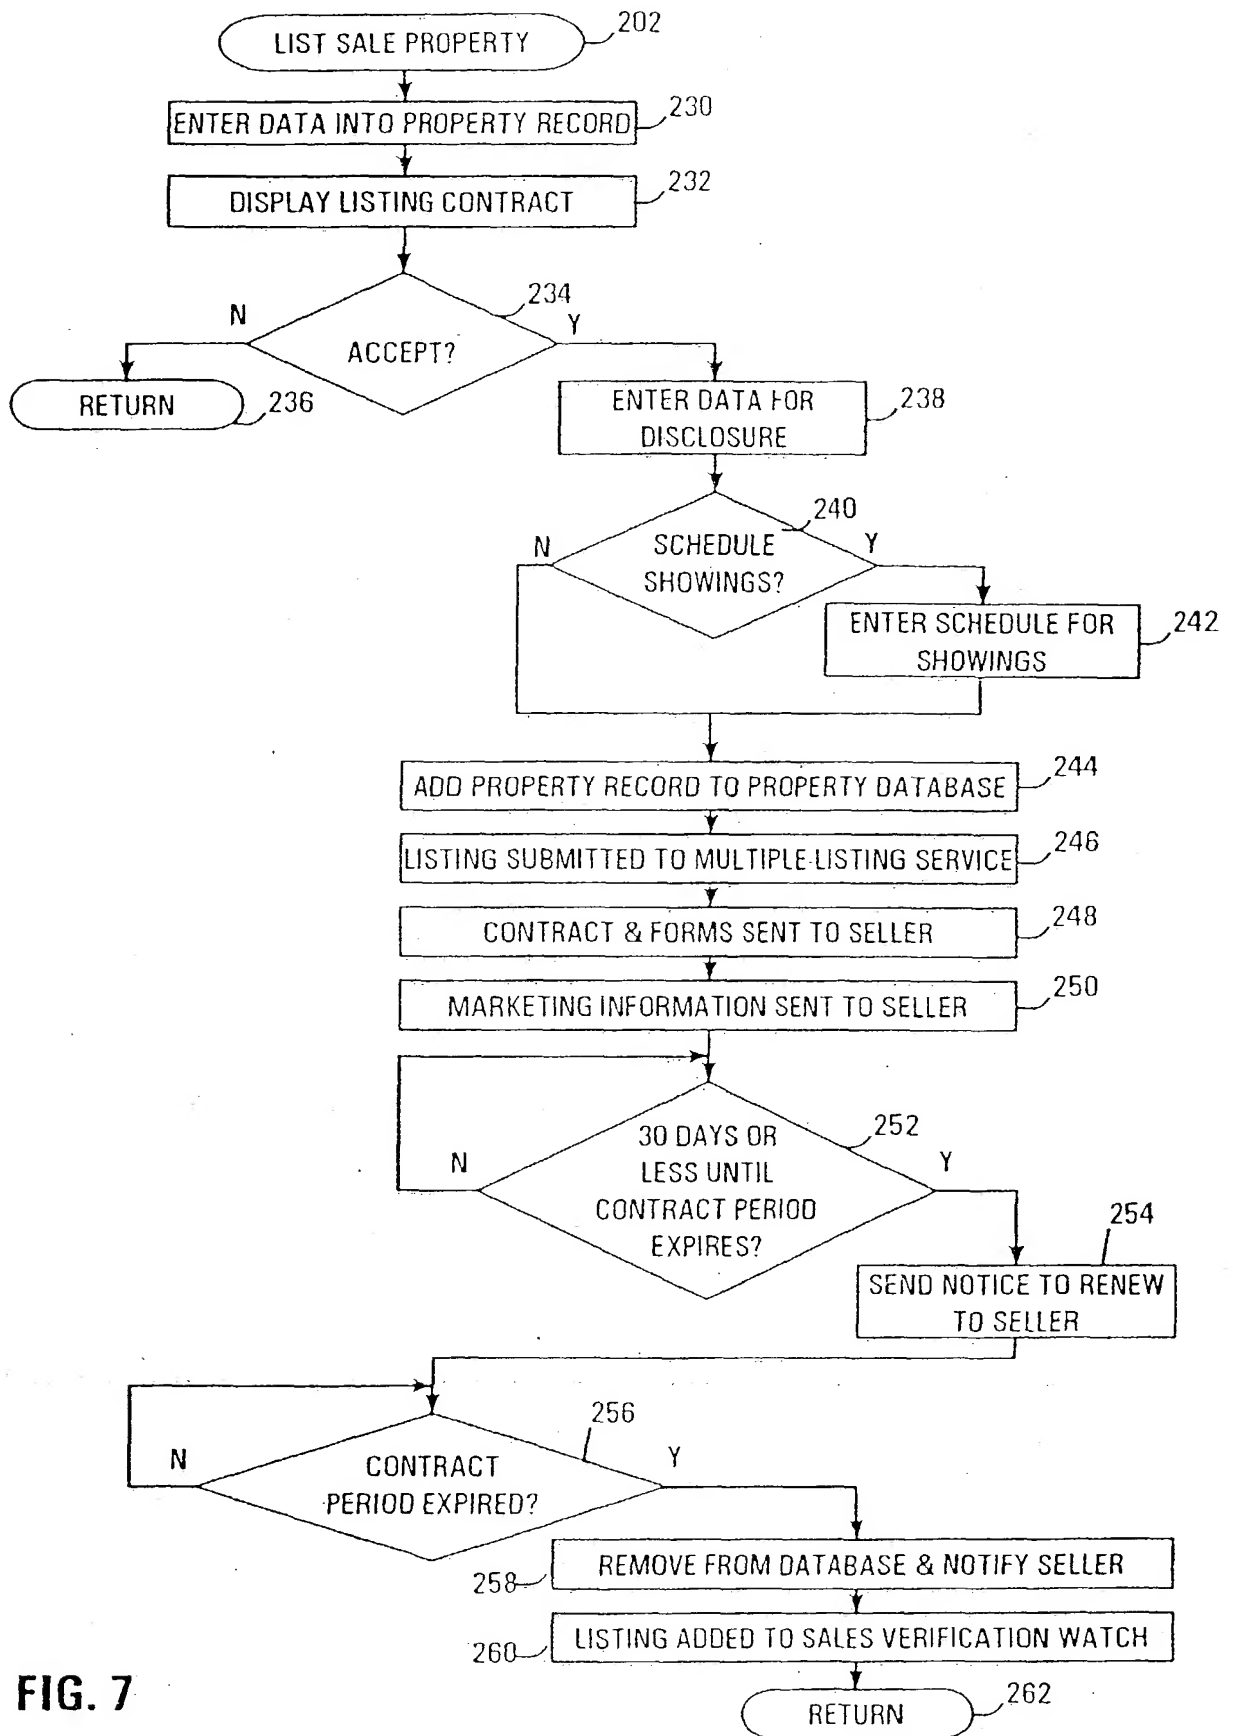 LIST SALE PROPERTY
202
ENTER DATA INTO PROPERTY RECORD
230
DISPLAY LISTING CONTRACT
232
234
N
Y
ACCEPT?
RETURN
236
ENTER DATA FOR
DISCLOSURE
238
240
N
Y
SCHEDULE
SHOWINGS?
ENTER SCHEDULE FOR
SHOWINGS
242
ADD PROPERTY RECORD TO PROPERTY DATABASE
244
LISTING SUBMITTED TO MULTIPLE-LISTING SERVICE
246
CONTRACT & FORMS SENT TO SELLER
248
MARKETING INFORMATION SENT TO SELLER
250
252
N
Y
30 DAYS OR
LESS UNTIL
CONTRACT PERIOD
EXPIRES?
254
SEND NOTICE TO RENEW
TO SELLER
256
N
Y
CONTRACT
PERIOD EXPIRED?
REMOVE FROM DATABASE & NOTIFY SELLER
258
LISTING ADDED TO SALES VERIFICATION WATCH
260
RETURN
262
FIG. 7